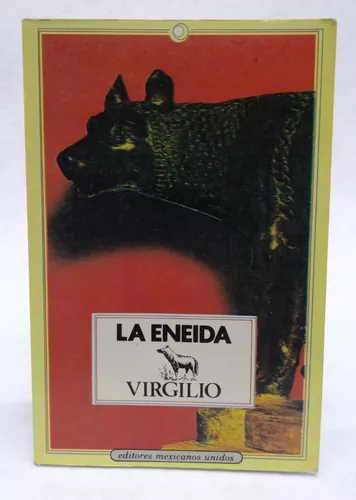 LA ENEIDA
VIRGILIO
editores mexicanos unidos